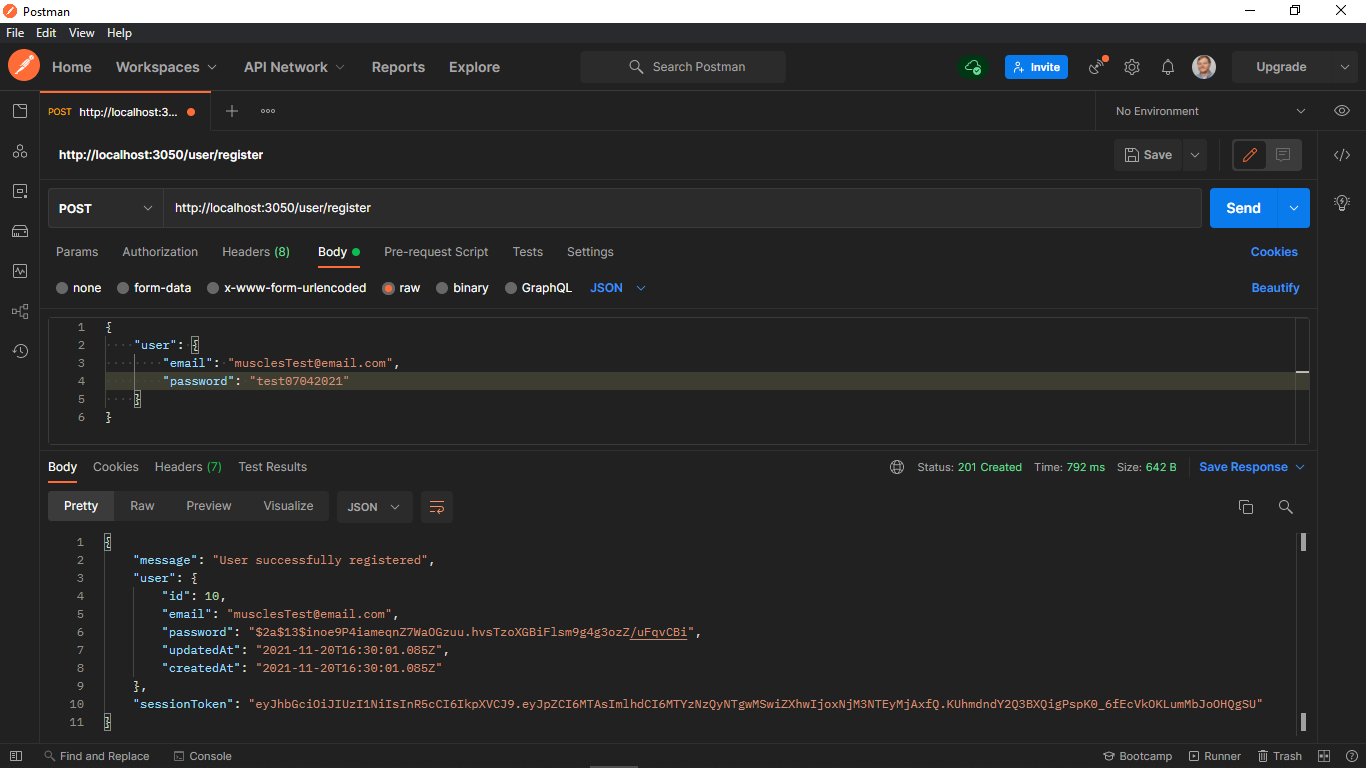 Postman
File Edit View Help
Home Workspaces API Network Reports Explore Search Postman Invite Upgrade
POST http://localhost:3... No Environment
http://localhost:3050/user/register Save
POST http://localhost:3050/user/register Send
Params Authorization Headers (8) Body Pre-request Script Tests Settings Cookies
none form-data x-www-form-urlencoded raw binary GraphQL JSON Beautify
1 {
2 "user": {
3 "email": "musclesTest@email.com",
4 "password": "test07042021"
5 }
6 }
Body Cookies Headers (7) Test Results Status: 201 Created Time: 792 ms Size: 642 B Save Response
Pretty Raw Preview Visualize JSON
1 {
2 "message": "User successfully registered",
3 "user": {
4 "id": 10,
5 "email": "musclesTest@email.com",
6 "password": "$2a$13$inoe9P4iameqnZ7WaOGzuu.hvsTzoXGBiFlsm9g4g3ozZ/uFqvCBi",
7 "updatedAt": "2021-11-20T16:30:01.085Z",
8 "createdAt": "2021-11-20T16:30:01.085Z"
9 },
10 "sessionToken": "eyJhbGciOiJIUzI1NiIsInR5cCI6IkpXVCJ9.eyJpZCI6MTAsImlhdCI6MTYzNzQyNTgwMSwiZXhwIjoxNjM3NTEyMjAxfQ.KUhmdndY2Q3BXQigPspK0_6fEcVkOKLumMbJoOHQgSU"
11 }
Find and Replace Console Bootcamp Runner Trash